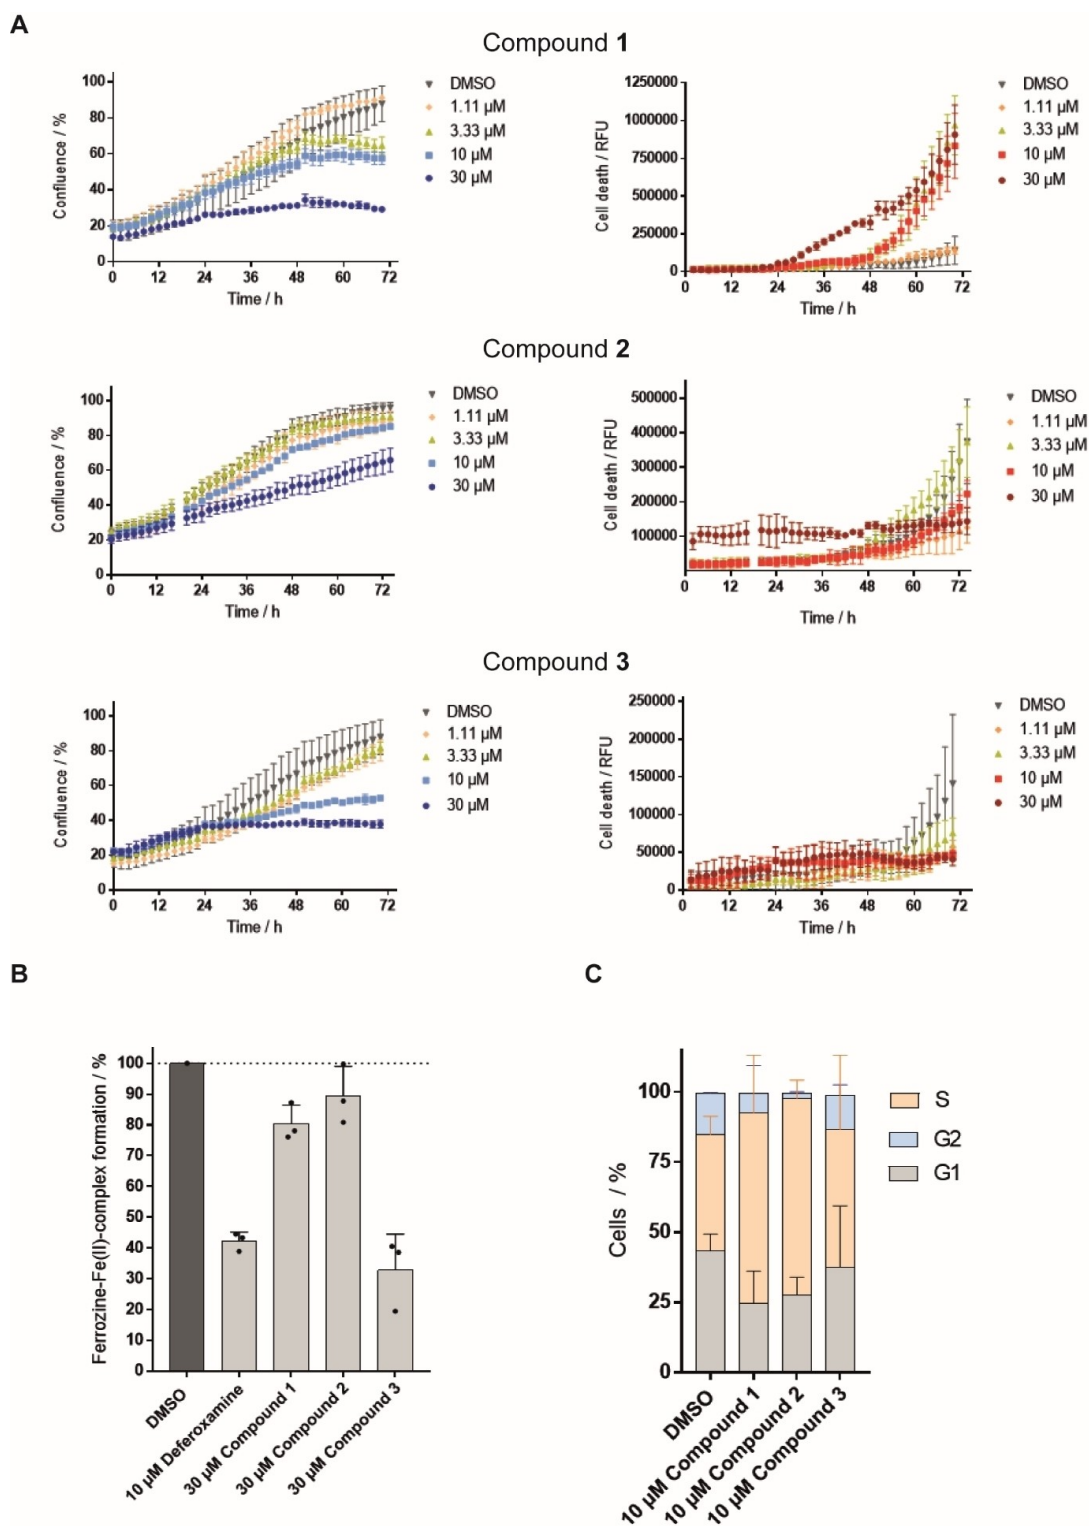 A
Compound 1
Confluence / %
100
80
60
40
20
0
0 12 24 36 48 60 72
Time / h
DMSO
1.11 µM
3.33 µM
10 µM
30 µM
Cell death / RFU
1250000
1000000
750000
500000
250000
0
0 12 24 36 48 60 72
Time / h
DMSO
1.11 µM
3.33 µM
10 µM
30 µM
Compound 2
Confluence / %
100
80
60
40
20
0
0 12 24 36 48 60 72
Time / h
DMSO
1.11 µM
3.33 µM
10 µM
30 µM
Cell death / RFU
500000
400000
300000
200000
100000
0 12 24 36 48 60 72
Time / h
DMSO
1.11 µM
3.33 µM
10 µM
30 µM
Compound 3
Confluence / %
100
80
60
40
20
0
0 12 24 36 48 60 72
Time / h
DMSO
1.11 µM
3.33 µM
10 µM
30 µM
Cell death / RFU
250000
200000
150000
100000
50000
0
0 12 24 36 48 60 72
Time / h
DMSO
1.11 µM
3.33 µM
10 µM
30 µM
B
Ferrozine-Fe(II)-complex formation / %
100
90
80
70
60
50
40
30
20
10
0
DMSO
10 µM Deferoxamine
30 µM Compound 1
30 µM Compound 2
30 µM Compound 3
C
Cells / %
100
75
50
25
0
DMSO
10 µM Compound 1
10 µM Compound 2
10 µM Compound 3
S
G2
G1